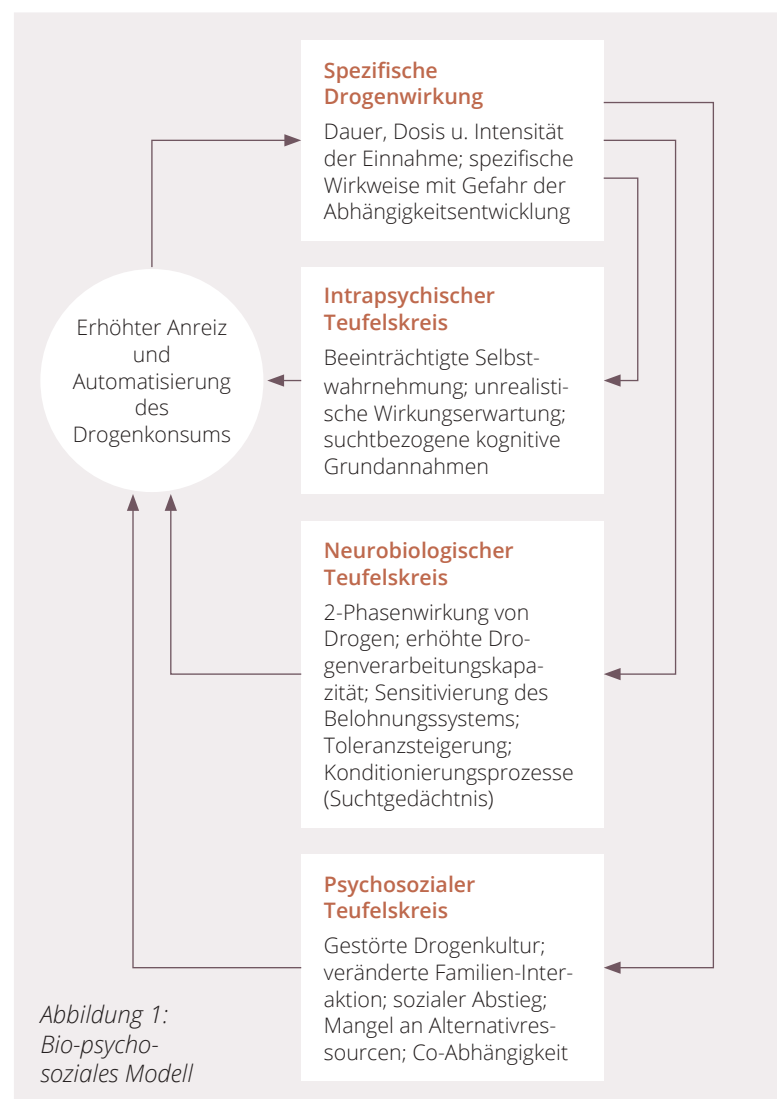 Spezifische
Drogenwirkung
Dauer, Dosis u. Intensität
der Einnahme; spezifische
Wirkweise mit Gefahr der
Abhängigkeitsentwicklung
Erhöhter Anreiz
und
Automatisierung
des
Drogenkonsums
Intrapsychischer
Teufelskreis
Beeinträchtigte Selbst-
wahrnehmung; unrealisti-
sche Wirkungserwartung;
suchtbezogene kognitive
Grundannahmen
Neurobiologischer
Teufelskreis
2-Phasenwirkung von
Drogen; erhöhte Dro-
genverarbeitungskapa-
zität; Sensitivierung des
Belohnungssystems;
Toleranzsteigerung;
Konditionierungsprozesse
(Suchtgedächtnis)
Psychosozialer
Teufelskreis
Gestörte Drogenkultur;
veränderte Familien-Inter-
aktion; sozialer Abstieg;
Mangel an Alternativres-
sourcen; Co-Abhängigkeit
Abbildung 1:
Bio-psycho-
soziales Modell